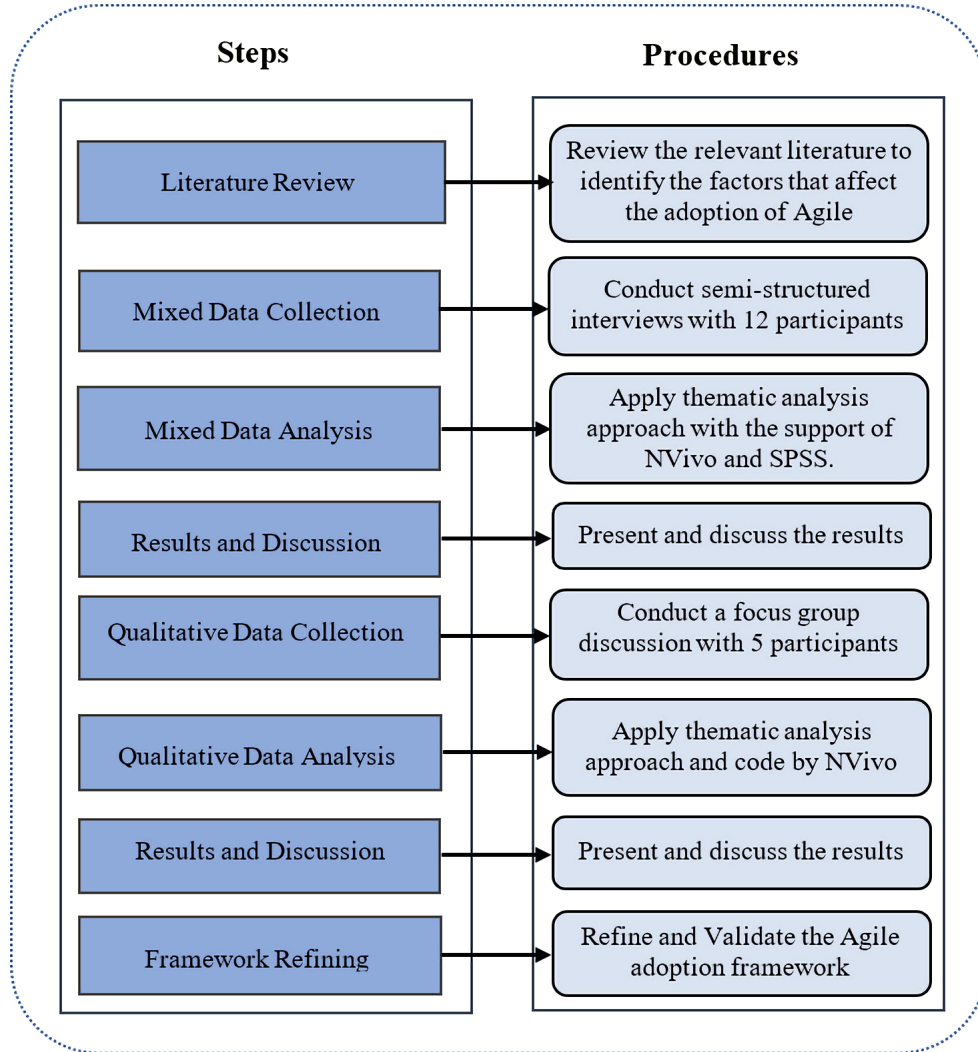 Steps
Procedures
Literature Review
Review the relevant literature to
identify the factors that affect
the adoption of Agile
Mixed Data Collection
Conduct semi-structured
interviews with 12 participants
Mixed Data Analysis
Apply thematic analysis
approach with the support of
NVivo and SPSS.
Results and Discussion
Present and discuss the results
Qualitative Data Collection
Conduct a focus group
discussion with 5 participants
Qualitative Data Analysis
Apply thematic analysis
approach and code by NVivo
Results and Discussion
Present and discuss the results
Framework Refining
Refine and Validate the Agile
adoption framework